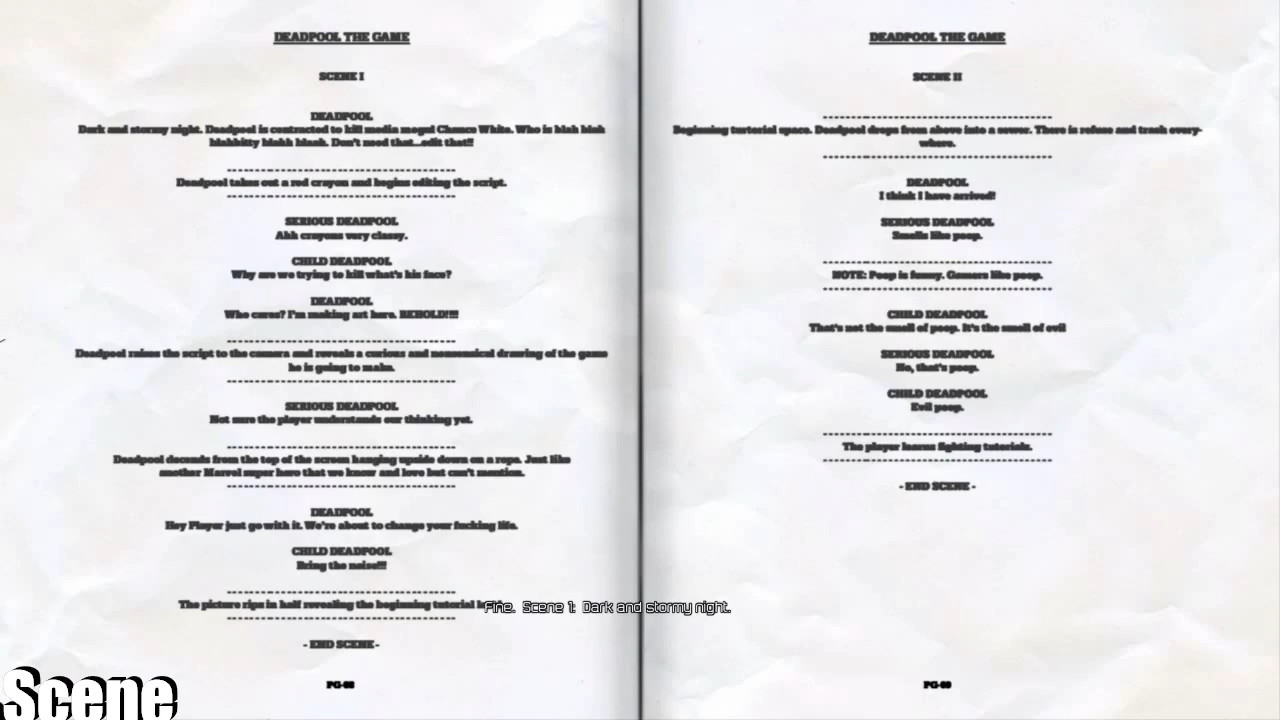 DEADPOOL THE GAME
SCENE I
DEADPOOL
Dark and stormy night. Deadpool is contracted to kill media mogul Chance White. Who is blah blah
blahbitty blahh blaah. Don't need that...edit that!!
Deadpool takes out a red crayon and begins editing the script.
SERIOUS DEADPOOL
Ahh crayons very classy.
CHILD DEADPOOL
Why are we trying to kill what's his face?
DEADPOOL
Who cares? I'm making art here. BEHOLD!!!!
Deadpool raises the script to the camera and reveals a curious and nonsensical drawing of the game
he is going to make.
SERIOUS DEADPOOL
Not sure the player understands our thinking yet.
Deadpool decends from the top of the screen hanging upside down on a rope. Just like
another Marvel super hero that we know and love but can't mention.
DEADPOOL
Hey Player just go with it. We're about to change your fucking life.
CHILD DEADPOOL
Bring the noise!!!
The picture rips in half revealing the beginning tutorial
- END SCENE -
PG-08
DEADPOOL THE GAME
SCENE II
Beginning turtorial space. Deadpool drops from above into a sewer. There is refuse and trash every-
where.
DEADPOOL
I think I have arrived!
SERIOUS DEADPOOL
Smells like poop.
NOTE: Poop is funny. Gamers like poop.
CHILD DEADPOOL
That's not the smell of poop. It's the smell of evil
SERIOUS DEADPOOL
No, that's poop.
CHILD DEADPOOL
Evil poop.
The player learns fighting tutorials.
- END SCENE -
PG-09
Fine. Scene 1: Dark and stormy night.
Scene